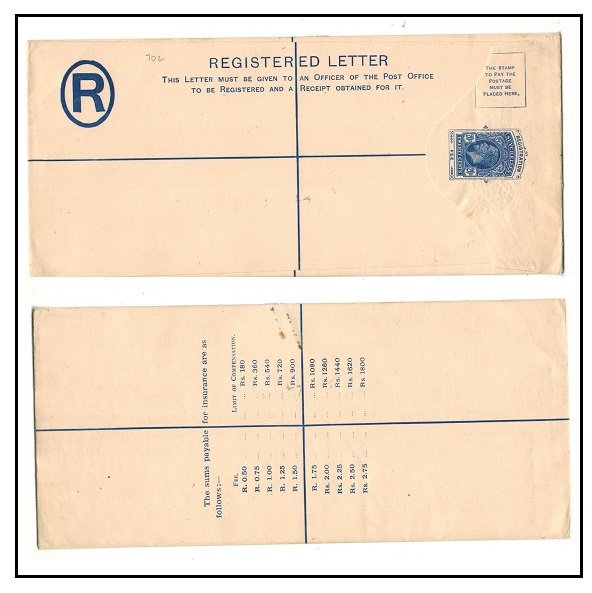 702
REGISTERED LETTER
THIS LETTER MUST BE GIVEN TO AN OFFICER OF THE POST OFFICE
TO BE REGISTERED AND A RECEIPT OBTAINED FOR IT.
R
THE STAMP
TO PAY THE
POSTAGE
MUST BE
PLACED HERE.
REGISTRATION
FEE
The sums payable for insurance are as
follows:—
FEE. LIMIT OF COMPENSATION.
R. 0.50 ... ... ... Rs. 180
R. 0.75 ... ... ... Rs. 360
R. 1.00 ... ... ... Rs. 540
R. 1.25 ... ... ... Rs. 720
R. 1.50 ... ... ... Rs. 900
R. 1.75 ... ... ... Rs. 1080
Rs. 2.00 ... ... ... Rs. 1260
Rs. 2.25 ... ... ... Rs. 1440
Rs. 2.50 ... ... ... Rs. 1620
Rs. 2.75 ... ... ... Rs. 1800